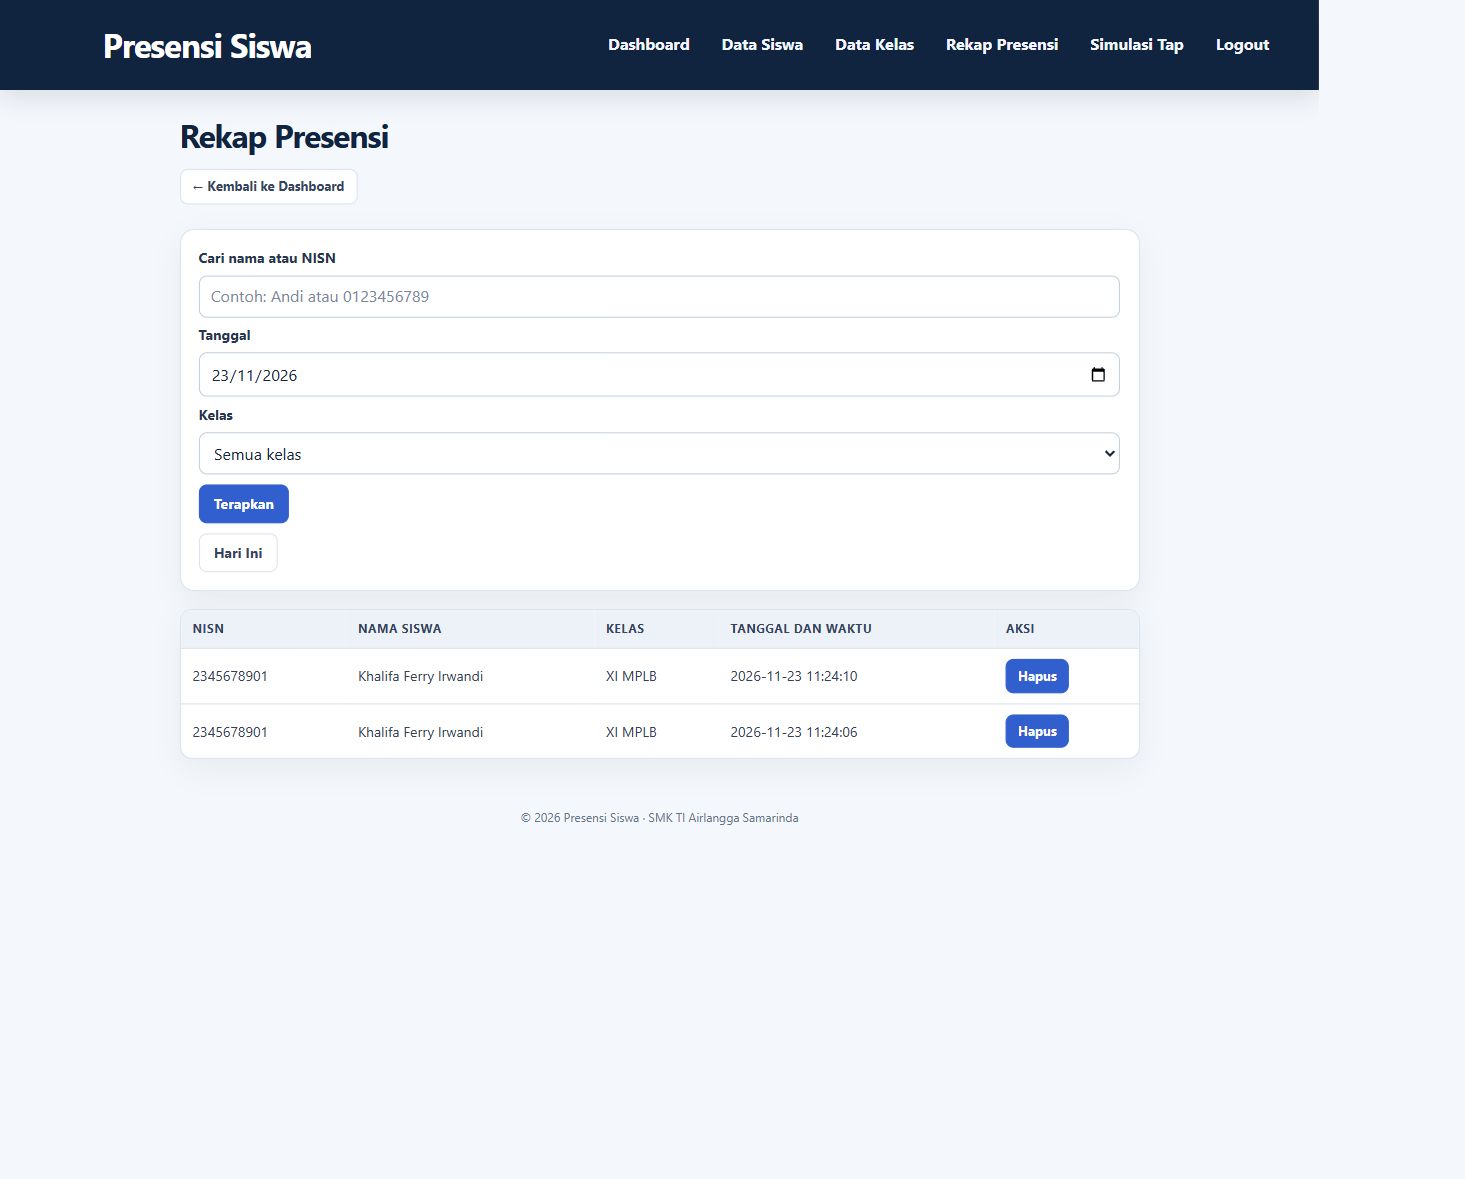 Presensi Siswa
Dashboard Data Siswa Data Kelas Rekap Presensi Simulasi Tap Logout
Rekap Presensi
← Kembali ke Dashboard
Cari nama atau NISN
Contoh: Andi atau 0123456789
Tanggal
23/11/2026
Kelas
Semua kelas
Terapkan
Hari Ini
NISN NAMA SISWA KELAS TANGGAL DAN WAKTU AKSI
2345678901 Khalifa Ferry Irwandi XI MPLB 2026-11-23 11:24:10 Hapus
2345678901 Khalifa Ferry Irwandi XI MPLB 2026-11-23 11:24:06 Hapus
© 2026 Presensi Siswa · SMK TI Airlangga Samarinda